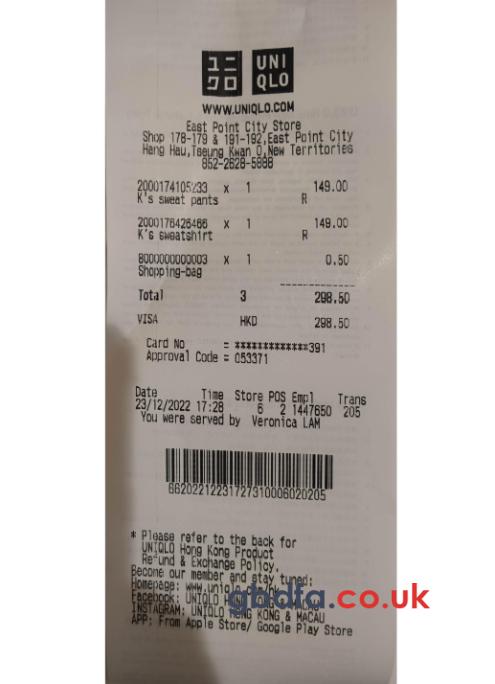 ユニ
クロ
UNI
QLO
WWW.UNIQLO.COM
East Point City Store
Shop 178-179 & 191-192,East Point City
Hang Hau,Tseung Kwan O,New Territories
852-2628-5888
2000174105233 x 1 149.00
K's sweat pants R
2000176426466 x 1 149.00
K's sweatshirt R
8000000000003 x 1 0.50
Shopping-bag
Total 3 298.50
VISA HKD 298.50
Card No = *************391
Approval Code = 053371
Date Time Store POS Empl Trans
23/12/2022 17:28 6 2 1447650 205
You were served by Veronica LAM
66202212231727310006020205
* Please refer to the back for
UNIQLO Hong Kong Product
Refund & Exchange Policy.
Become our member and stay tuned:
Homepage: www.uniqlo
Facebook: UNIQLO & MACAU
INSTAGRAM: UNIQLO HONG KONG & MACAU
APP: From Apple Store/ Google Play Store
gbdfa.co.uk